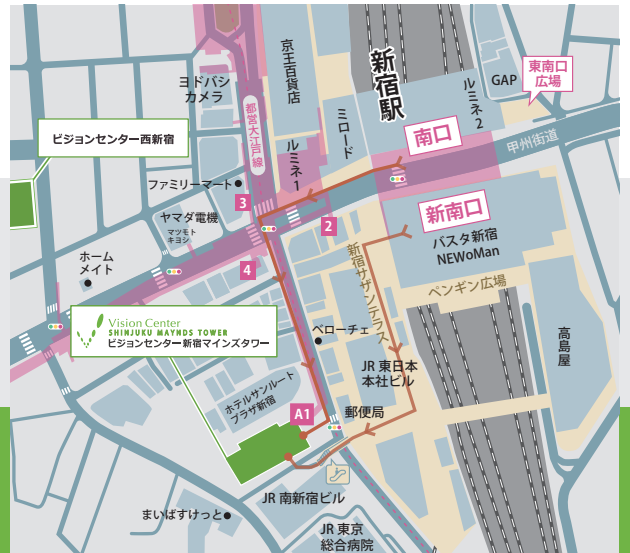 ヨドバシ
カメラ
京王百貨店
新宿駅
ルミネ2
GAP
東南口
広場
ミロード
都営大江戸線
ルミネ1
南口
甲州街道
ビジョンセンター西新宿
ファミリーマート
3
2
新南口
ヤマダ電機
マツモト
キヨシ
4
バスタ新宿
NEWoMan
新宿サザンテラス
ホーム
メイト
ペンギン広場
Vision Center
SHINJUKU MAYNDS TOWER
ビジョンセンター新宿マインズタワー
ベローチェ
高島屋
JR 東日本
本社ビル
ホテルサンルート
プラザ新宿
A1
郵便局
JR 南新宿ビル
まいばすけっと
JR 東京
総合病院